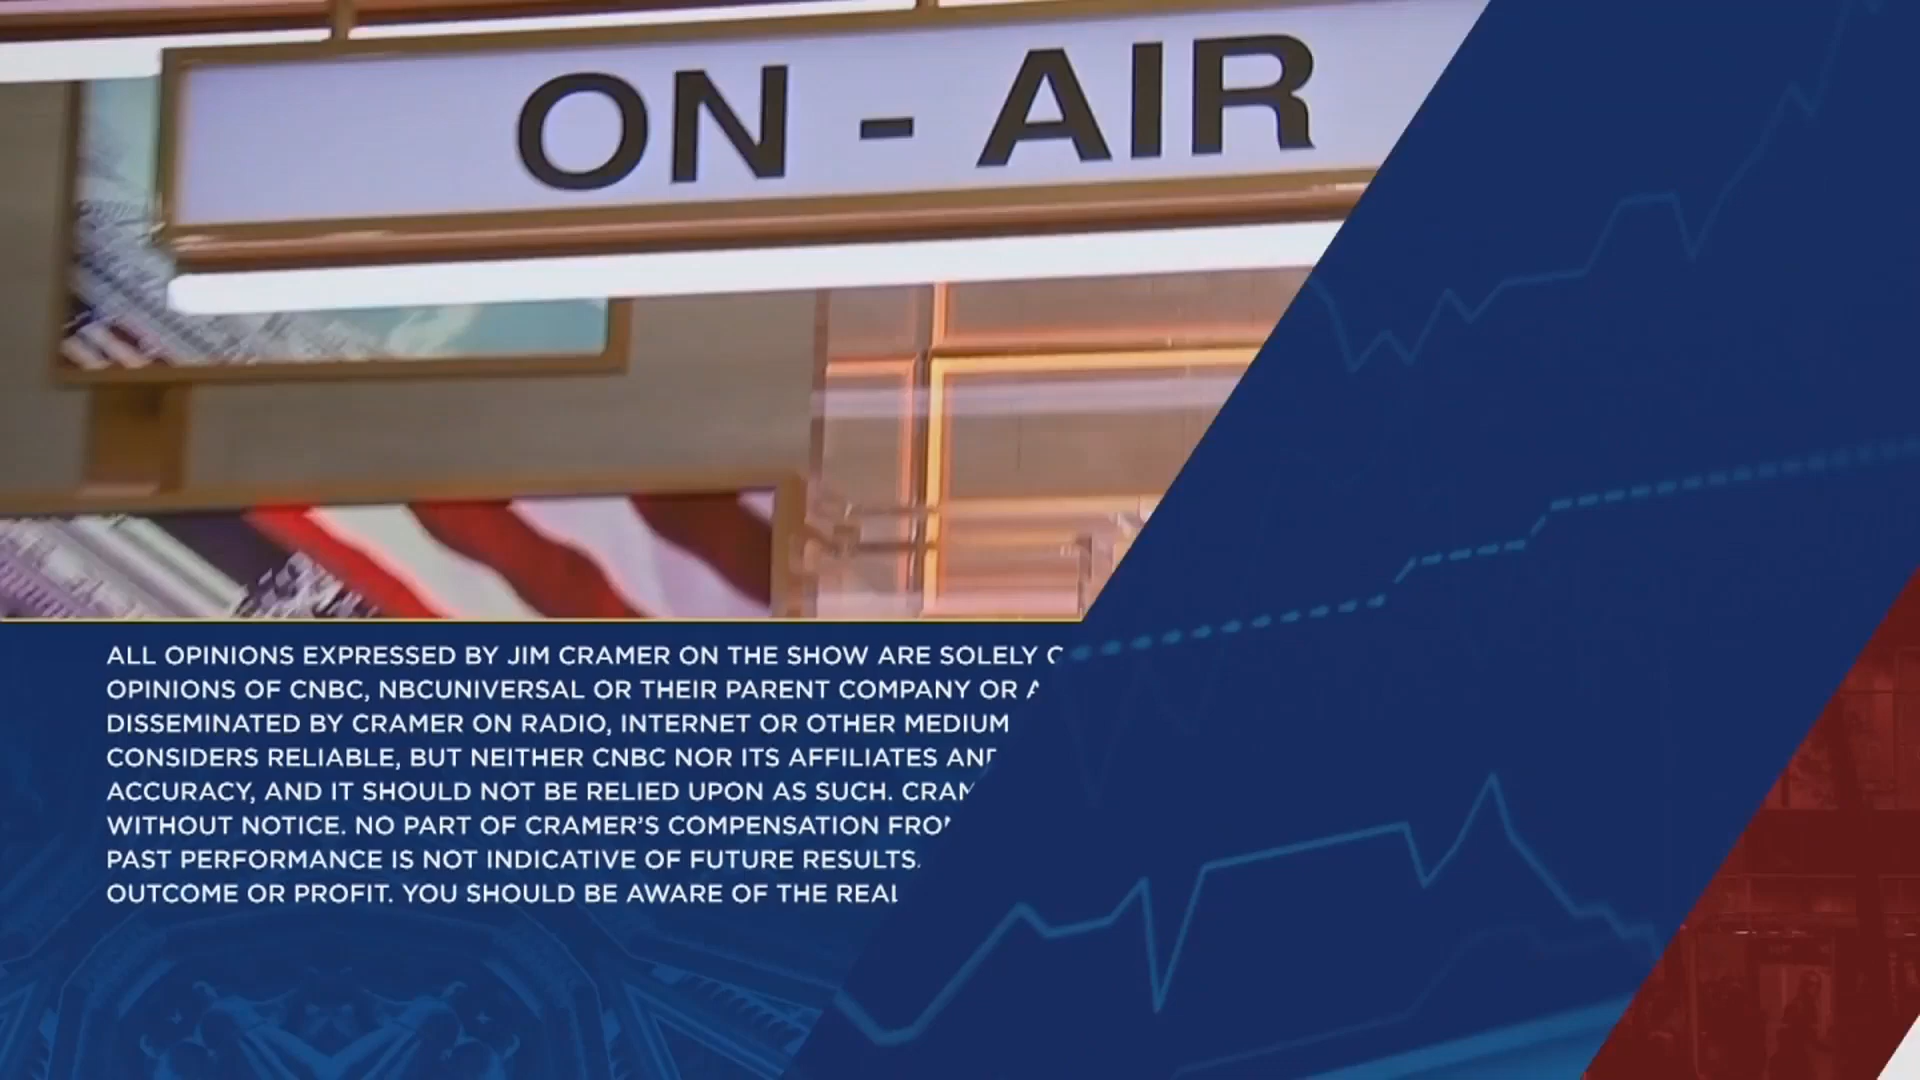 ON - AIR
ALL OPINIONS EXPRESSED BY JIM CRAMER ON THE SHOW ARE SOLELY
OPINIONS OF CNBC, NBCUNIVERSAL OR THEIR PARENT COMPANY OR
DISSEMINATED BY CRAMER ON RADIO, INTERNET OR OTHER MEDIUM
CONSIDERS RELIABLE, BUT NEITHER CNBC NOR ITS AFFILIATES
ACCURACY, AND IT SHOULD NOT BE RELIED UPON AS SUCH.
WITHOUT NOTICE. NO PART OF CRAMER'S COMPENSATION
PAST PERFORMANCE IS NOT INDICATIVE OF FUTURE RESULTS.
OUTCOME OR PROFIT. YOU SHOULD BE AWARE OF THE